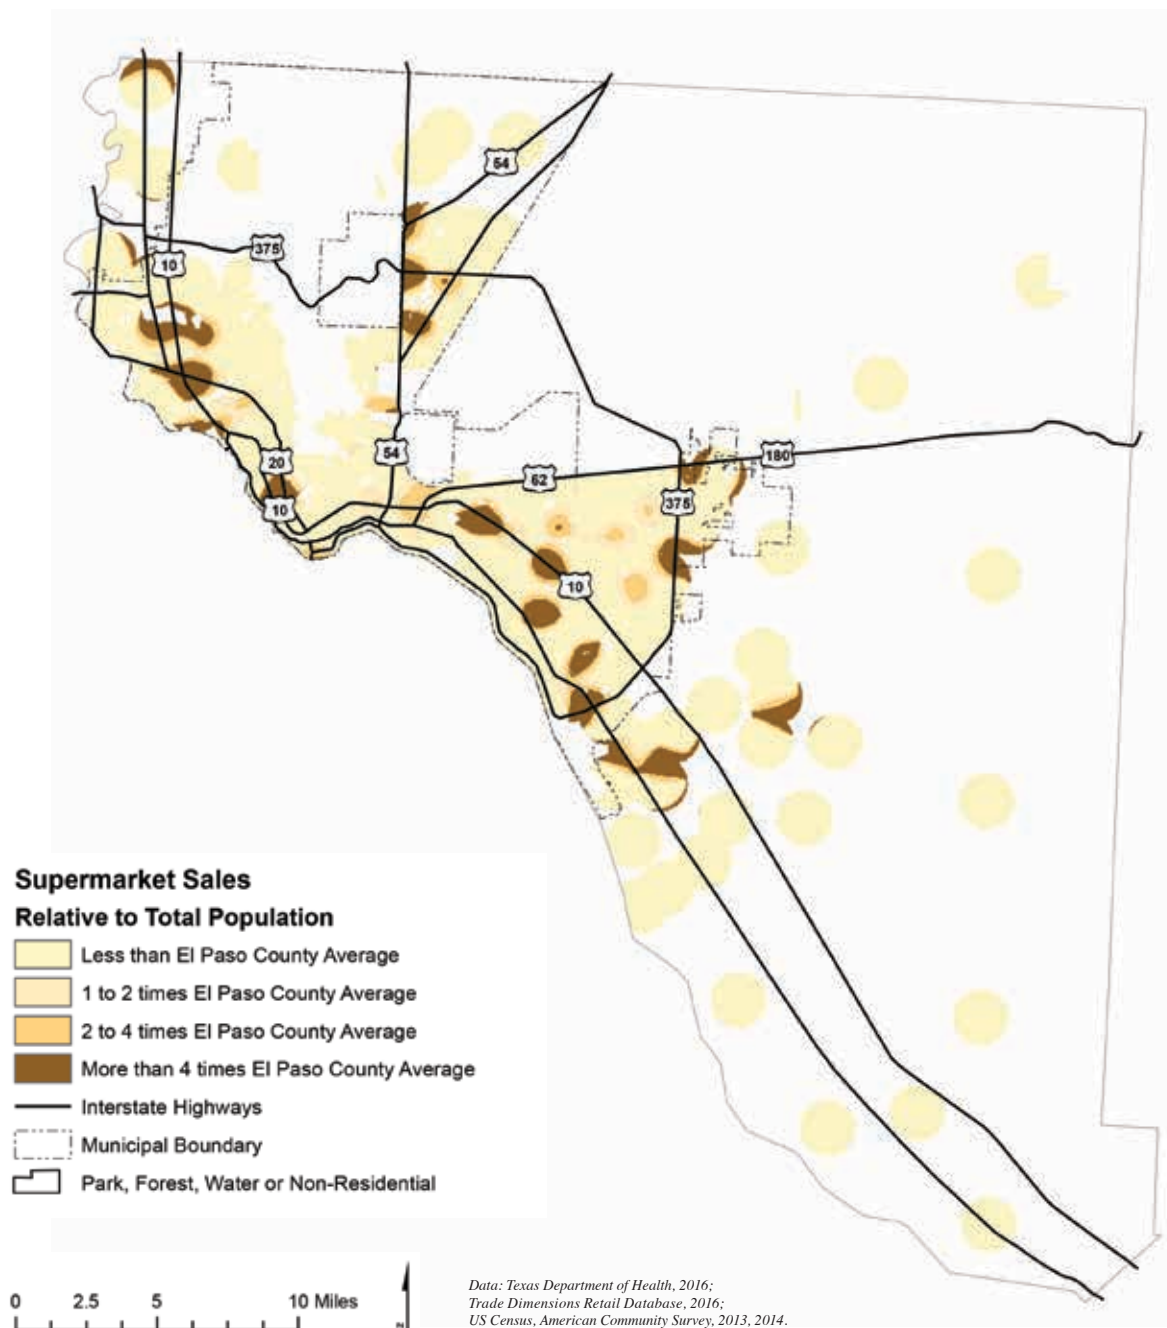 54
375
10
180
20
54
62
375
10
10
Supermarket Sales
Relative to Total Population
Less than El Paso County Average
1 to 2 times El Paso County Average
2 to 4 times El Paso County Average
More than 4 times El Paso County Average
Interstate Highways
Municipal Boundary
Park, Forest, Water or Non-Residential
0 2.5 5 10 Miles
Data: Texas Department of Health, 2016;
Trade Dimensions Retail Database, 2016;
US Census, American Community Survey, 2013, 2014.